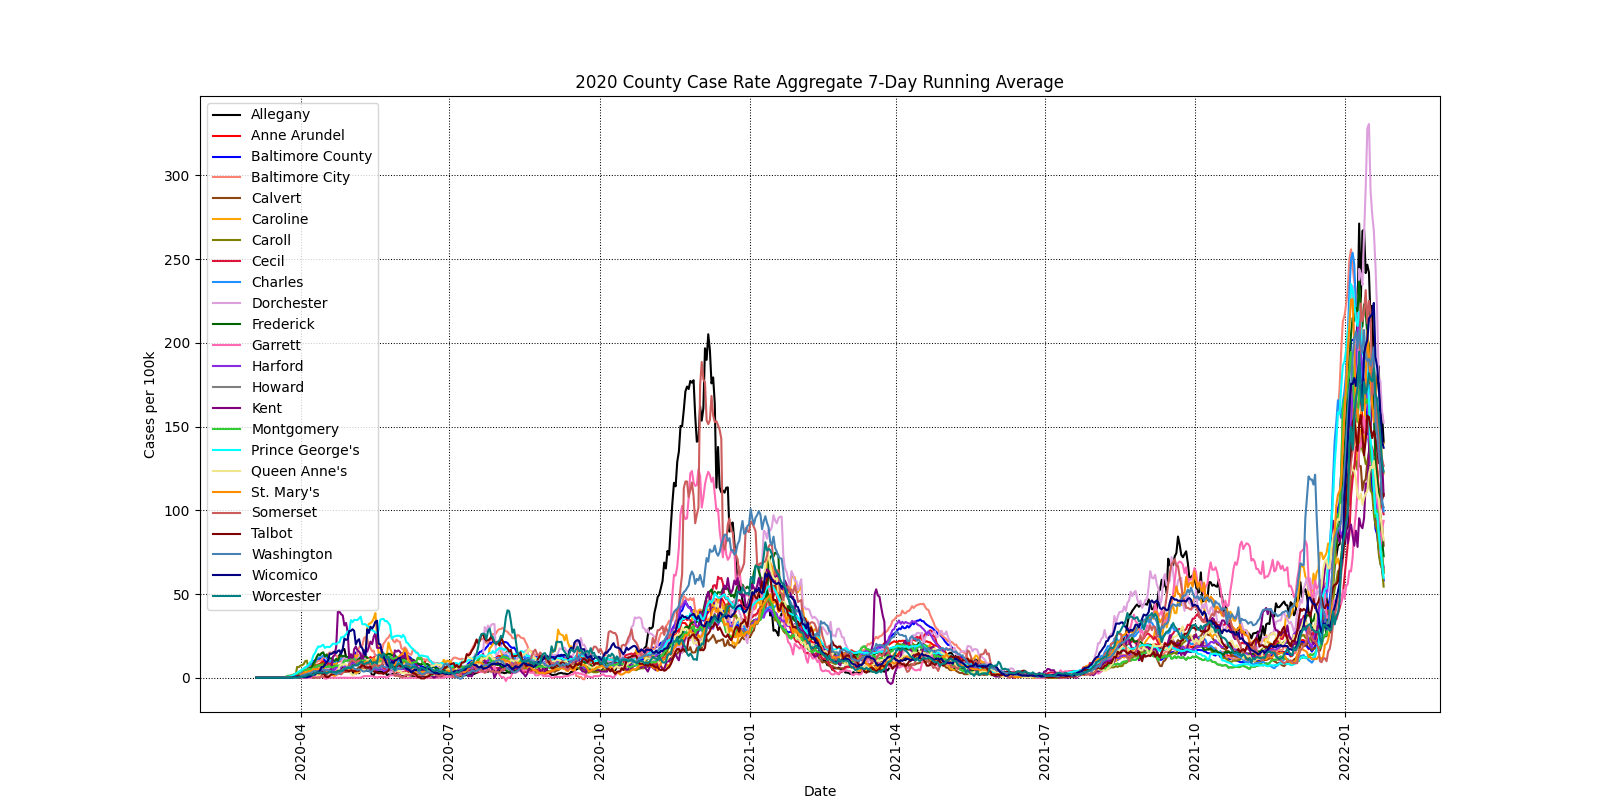 2020 County Case Rate Aggregate 7-Day Running Average
Allegany
Anne Arundel
Baltimore County
Baltimore City
Calvert
Caroline
Caroll
Cecil
Charles
Dorchester
Frederick
Garrett
Harford
Howard
Kent
Montgomery
Prince George's
Queen Anne's
St. Mary's
Somerset
Talbot
Washington
Wicomico
Worcester
Cases per 100k
300
250
200
150
100
50
0
2020-04
2020-07
2020-10
2021-01
2021-04
2021-07
2021-10
2022-01
Date